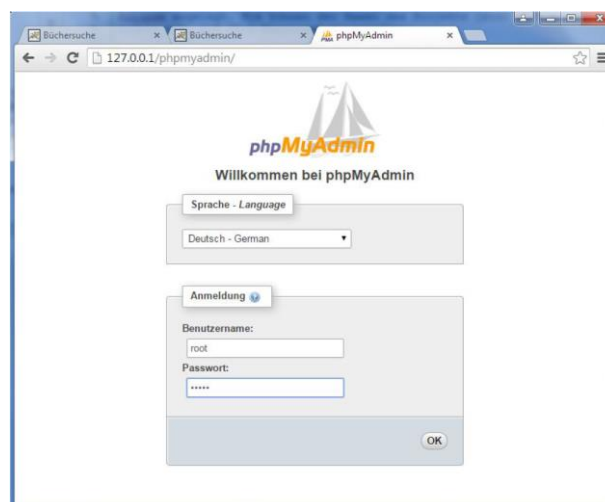 Büchersuche Büchersuche phpMyAdmin
127.0.0.1/phpmyadmin/
phpMyAdmin
Willkommen bei phpMyAdmin
Sprache - Language
Deutsch - German
Anmeldung
Benutzername:
root
Passwort:
•••••
OK